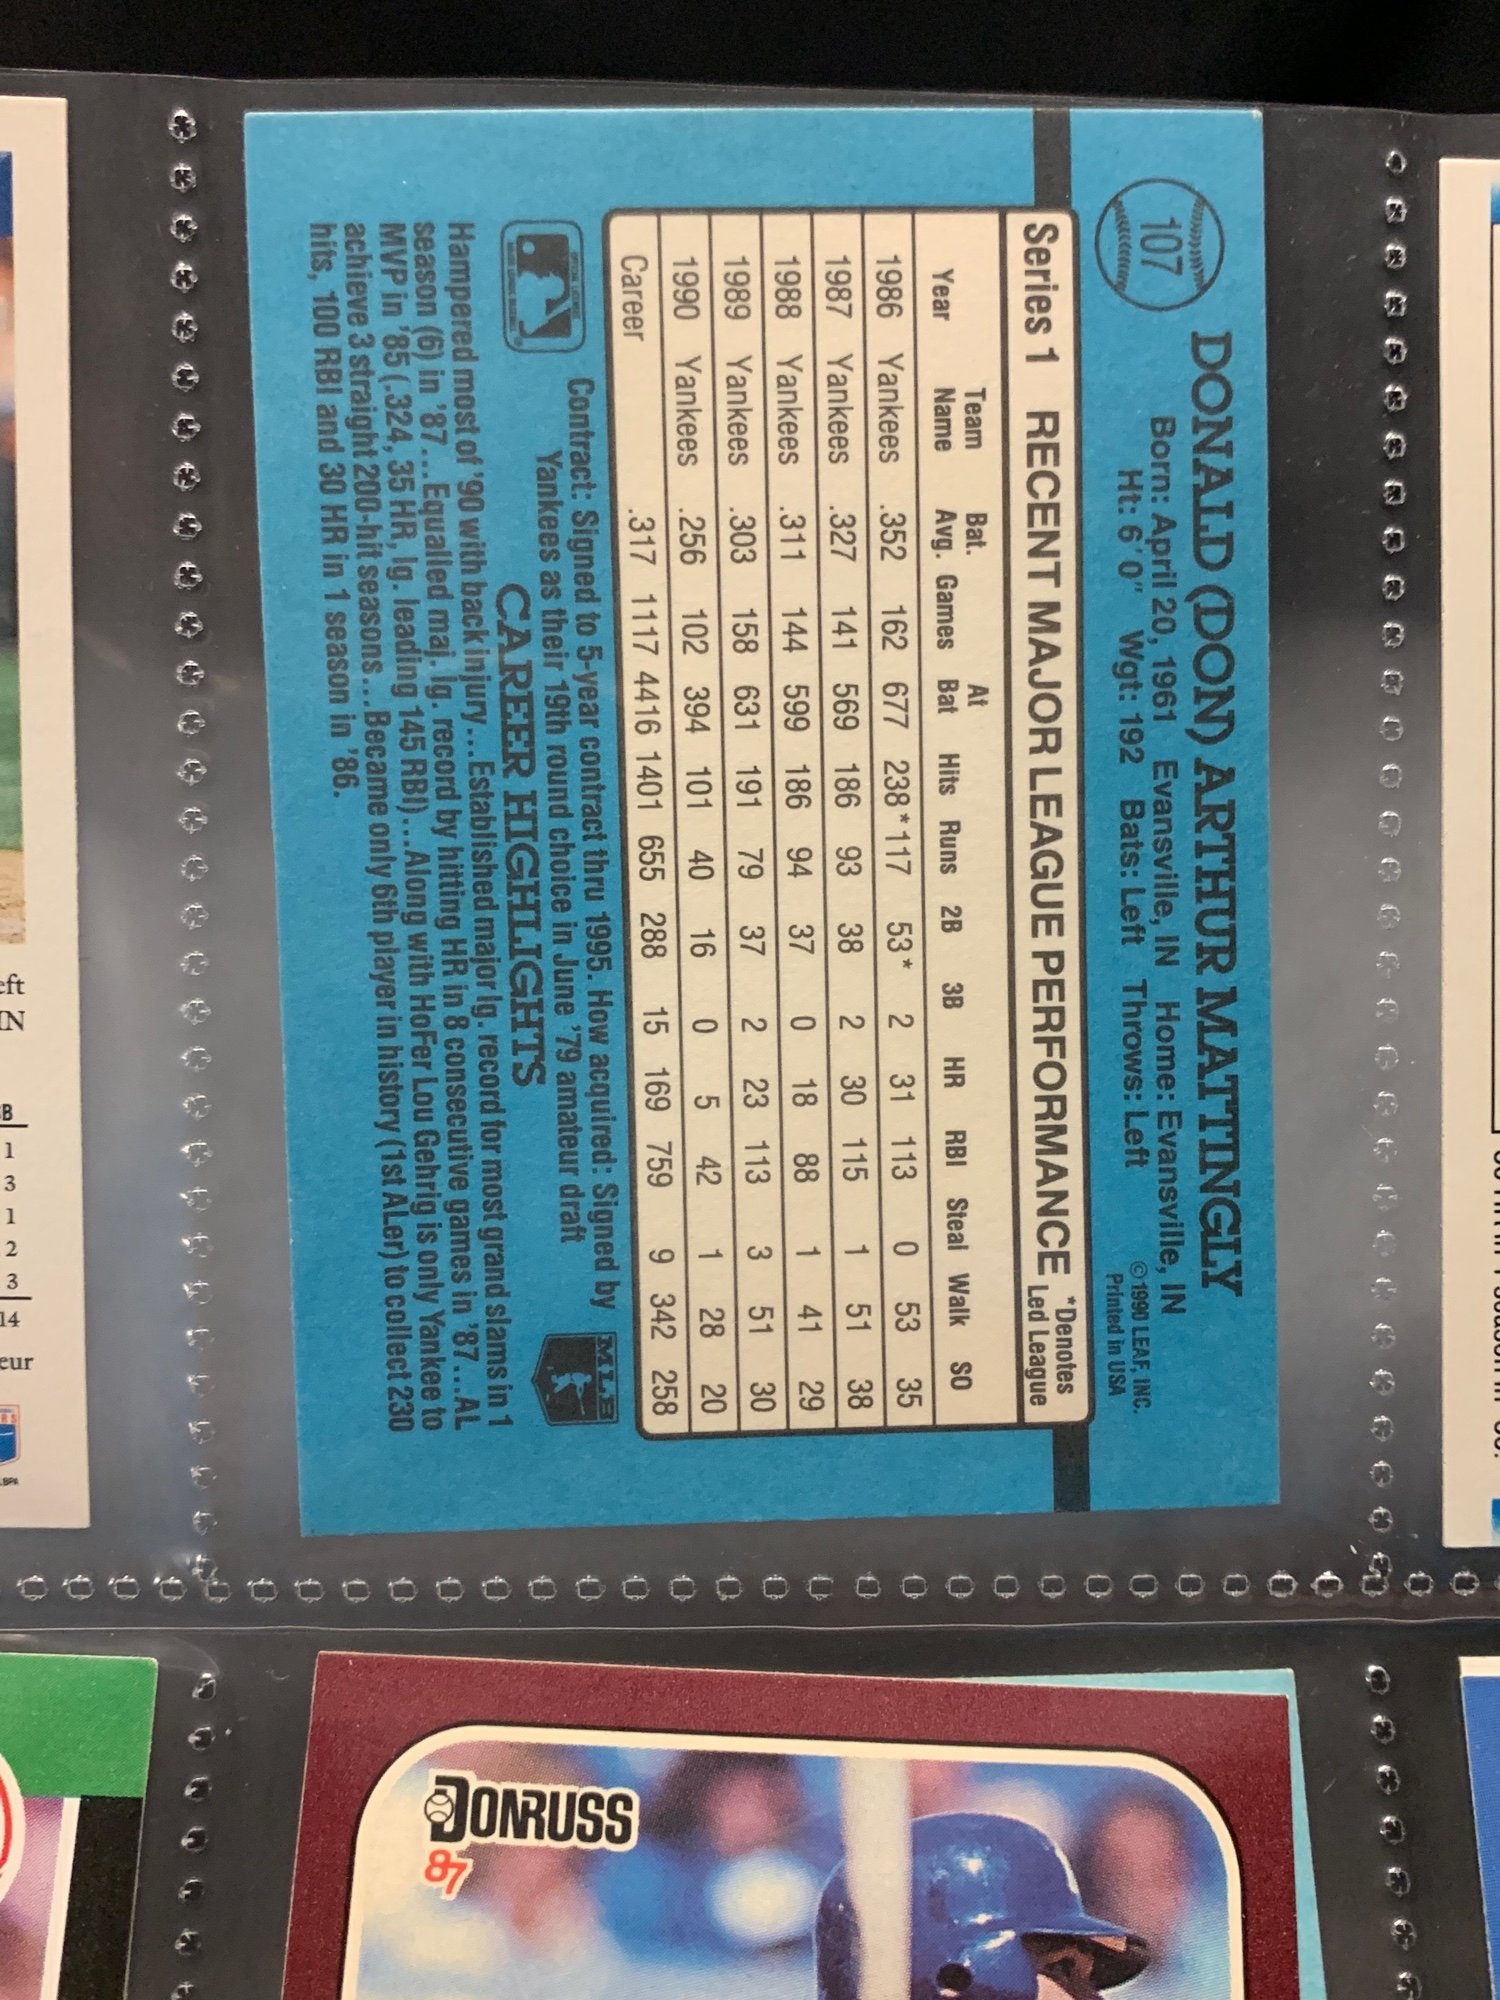 107
DONALD (DON) ARTHUR MATTINGLY
Born: April 20, 1961 Evansville, IN Home: Evansville, IN
Ht: 6'0" Wgt: 192 Bats: Left Throws: Left
©1990 LEAF, INC.
Printed in USA
Series 1 RECENT MAJOR LEAGUE PERFORMANCE *Denotes Led League
Year Team Name Bat. Avg. Games At Bat Hits Runs 2B 3B HR RBI Steal Walk SO
1986 Yankees .352 162 677 238* 117 53* 2 31 113 0 53 35
1987 Yankees .327 141 569 186 93 38 2 30 115 1 51 38
1988 Yankees .311 144 599 186 94 37 0 18 88 1 41 29
1989 Yankees .303 158 631 191 79 37 2 23 113 3 51 30
1990 Yankees .256 102 394 101 40 16 0 5 42 1 28 20
Career .317 1117 4416 1401 655 288 15 169 759 9 342 258
Contract: Signed to 5-year contract thru 1995. How acquired: Signed by
Yankees as their 19th round choice in June '79 amateur draft
MLB
CAREER HIGHLIGHTS
Hampered most of '90 with back injury...Established major lg. record for most grand slams in 1
season (6) in '87...Equalled maj. lg. record by hitting HR in 8 consecutive games in '87...AL
MVP in '85 (.324, 35 HR, lg. leading 145 RBI)...Along with HoFer Lou Gehrig is only Yankee to
achieve 3 straight 200-hit seasons...Became only 6th player in history (1st ALer) to collect 230
hits, 100 RBI and 30 HR in 1 season in '86.
eft
IN
1
3
1
2
3
14
eur
DONRUSS
87